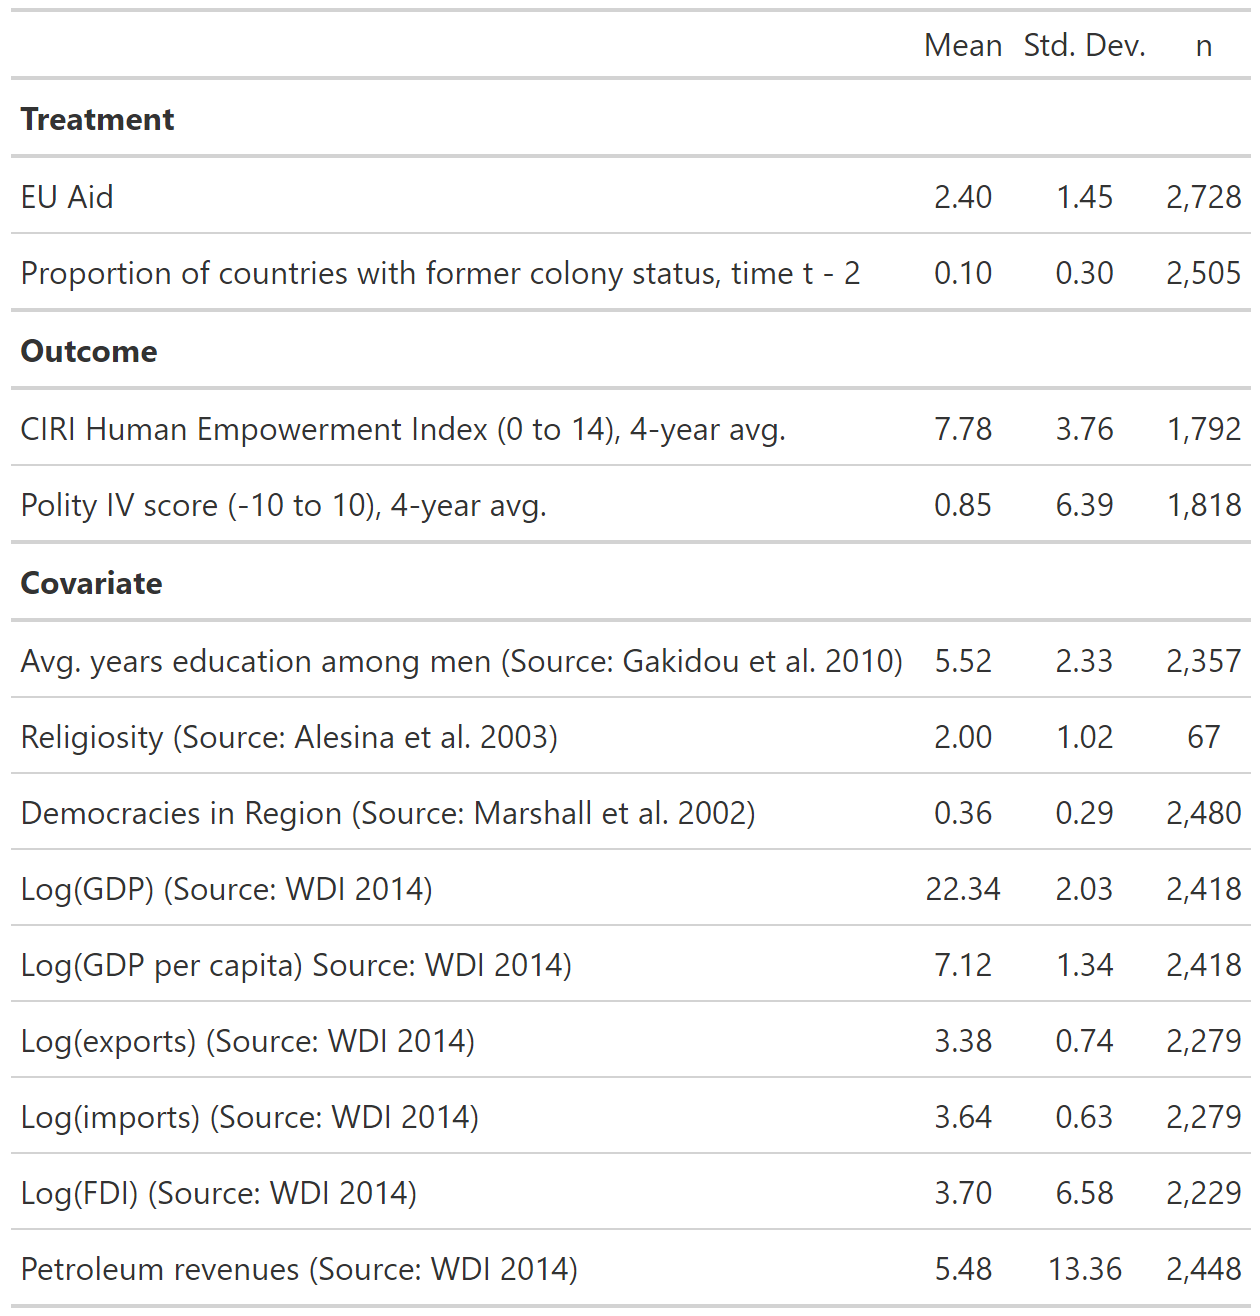 Mean Std. Dev. n
Treatment
EU Aid 2.40 1.45 2,728
Proportion of countries with former colony status, time t - 2 0.10 0.30 2,505
Outcome
CIRI Human Empowerment Index (0 to 14), 4-year avg. 7.78 3.76 1,792
Polity IV score (-10 to 10), 4-year avg. 0.85 6.39 1,818
Covariate
Avg. years education among men (Source: Gakidou et al. 2010) 5.52 2.33 2,357
Religiosity (Source: Alesina et al. 2003) 2.00 1.02 67
Democracies in Region (Source: Marshall et al. 2002) 0.36 0.29 2,480
Log(GDP) (Source: WDI 2014) 22.34 2.03 2,418
Log(GDP per capita) Source: WDI 2014) 7.12 1.34 2,418
Log(exports) (Source: WDI 2014) 3.38 0.74 2,279
Log(imports) (Source: WDI 2014) 3.64 0.63 2,279
Log(FDI) (Source: WDI 2014) 3.70 6.58 2,229
Petroleum revenues (Source: WDI 2014) 5.48 13.36 2,448